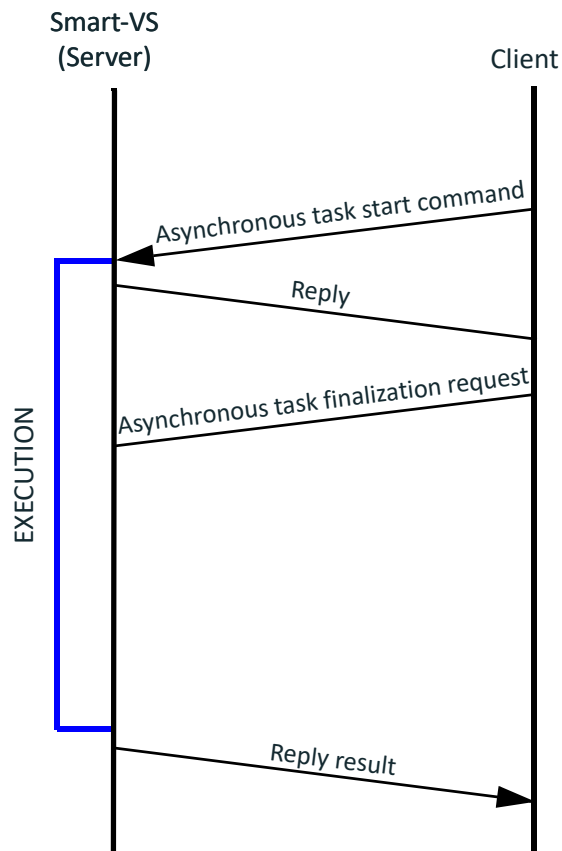 Smart-VS
(Server)
Client
Asynchronous task start command
Reply
Asynchronous task finalization request
EXECUTION
Reply result